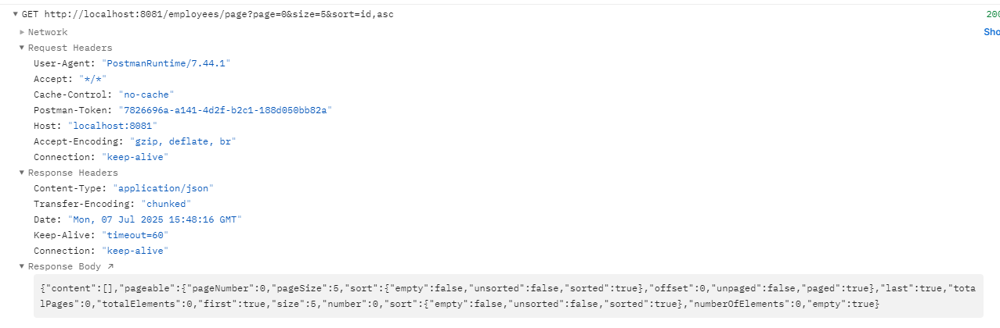 ▼ GET http://localhost:8081/employees/page?page=0&size=5&sort=id,asc 200
▶ Network Sho
▼ Request Headers
User-Agent: "PostmanRuntime/7.44.1"
Accept: "*/*"
Cache-Control: "no-cache"
Postman-Token: "7826696a-a141-4d2f-b2c1-188d050bb82a"
Host: "localhost:8081"
Accept-Encoding: "gzip, deflate, br"
Connection: "keep-alive"
▼ Response Headers
Content-Type: "application/json"
Transfer-Encoding: "chunked"
Date: "Mon, 07 Jul 2025 15:48:16 GMT"
Keep-Alive: "timeout=60"
Connection: "keep-alive"
▼ Response Body ↗
{"content":[],"pageable":{"pageNumber":0,"pageSize":5,"sort":{"empty":false,"unsorted":false,"sorted":true},"offset":0,"unpaged":false,"paged":true},"last":true,"tota
lPages":0,"totalElements":0,"first":true,"size":5,"number":0,"sort":{"empty":false,"unsorted":false,"sorted":true},"numberOfElements":0,"empty":true}